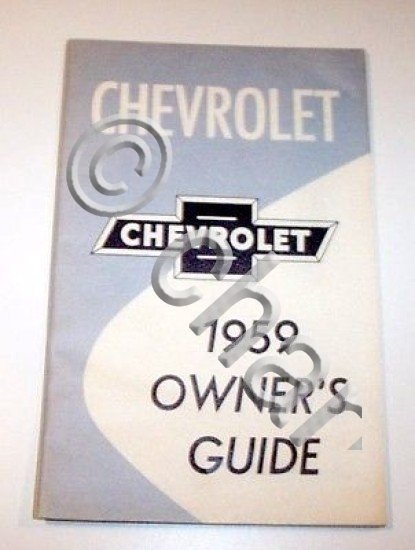 CHEVROLET
CHEVROLET
1959
OWNER'S
GUIDE
©